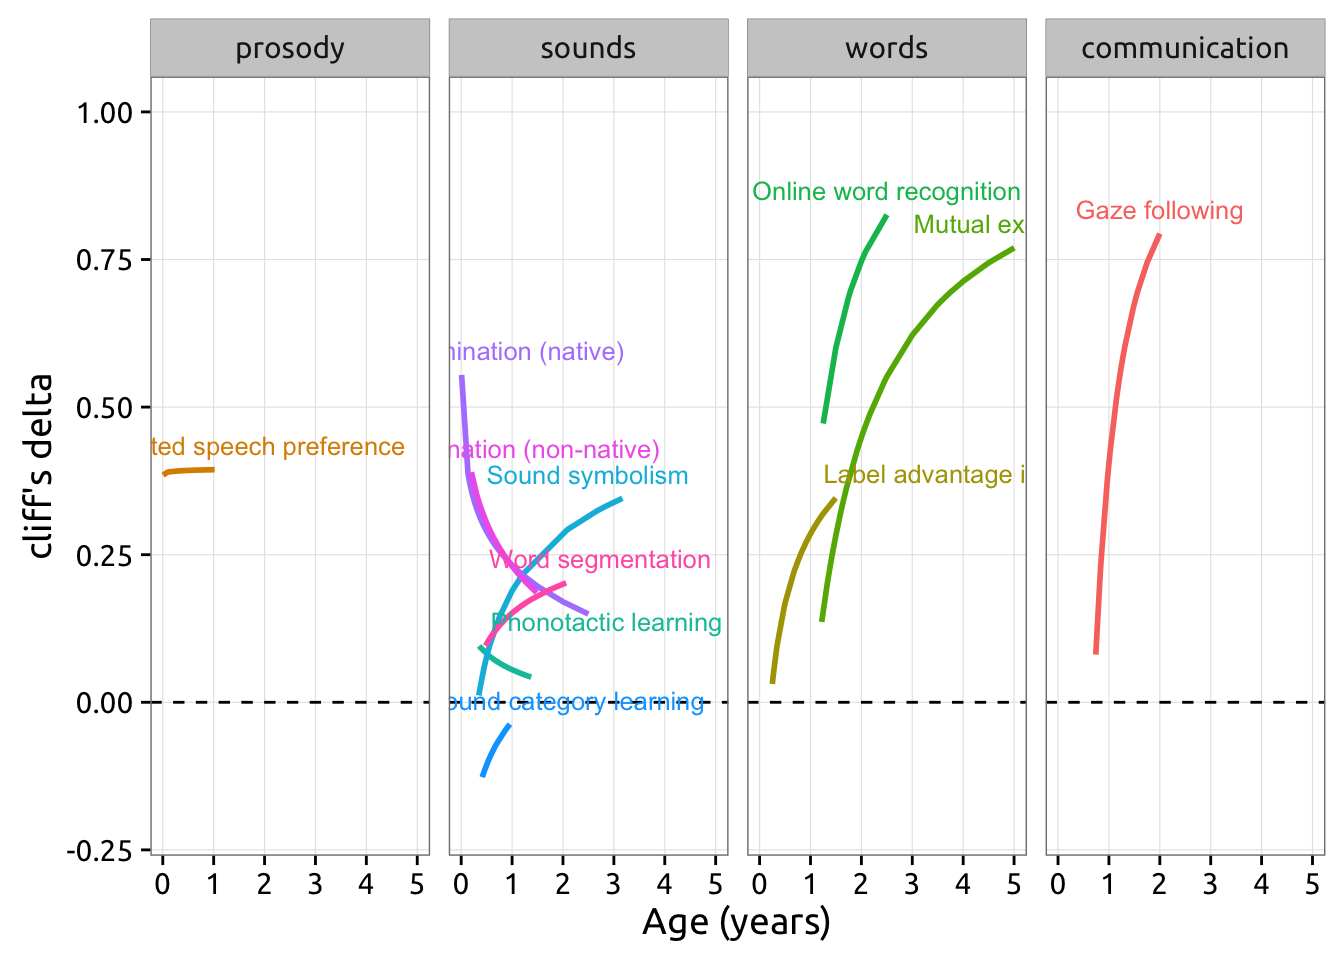 prosody
sounds
words
communication
cliff's delta
1.00
0.75
0.50
0.25
0.00
-0.25
ted speech preference
mination (native)
nation (non-native)
Sound symbolism
Word segmentation
Phonotactic learning
ound category learning
Online word recognition
Mutual ex
Label advantage i
Gaze following
0 1 2 3 4 5
0 1 2 3 4 5
0 1 2 3 4 5
0 1 2 3 4 5
Age (years)